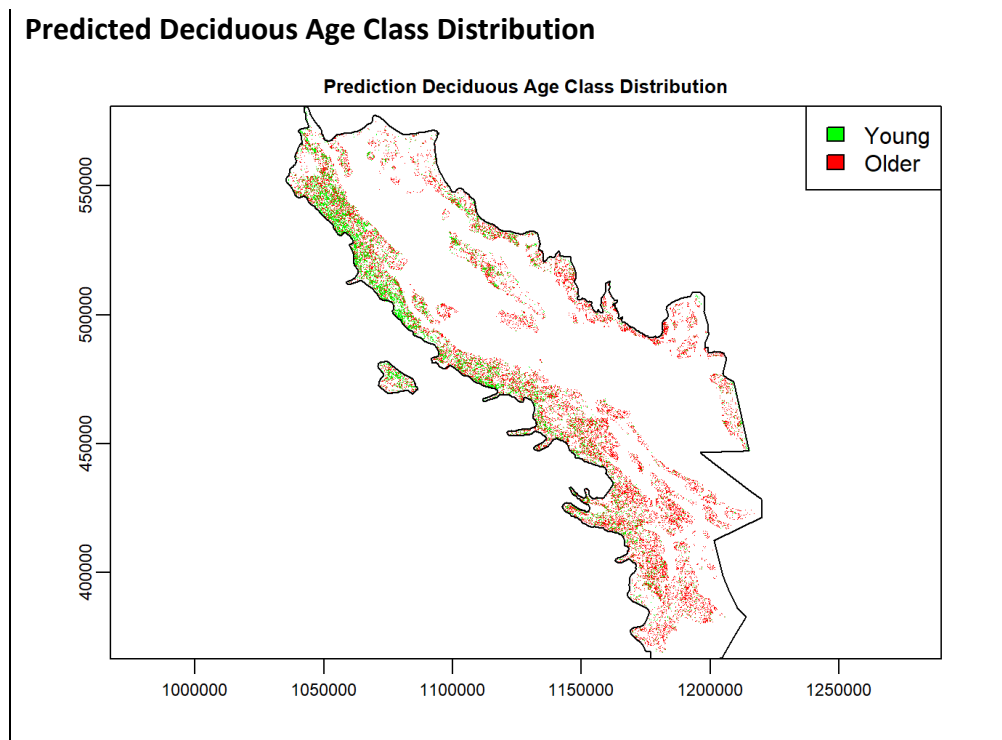 Predicted Deciduous Age Class Distribution
Prediction Deciduous Age Class Distribution
Young
Older
550000
500000
450000
400000
1000000 1050000 1100000 1150000 1200000 1250000